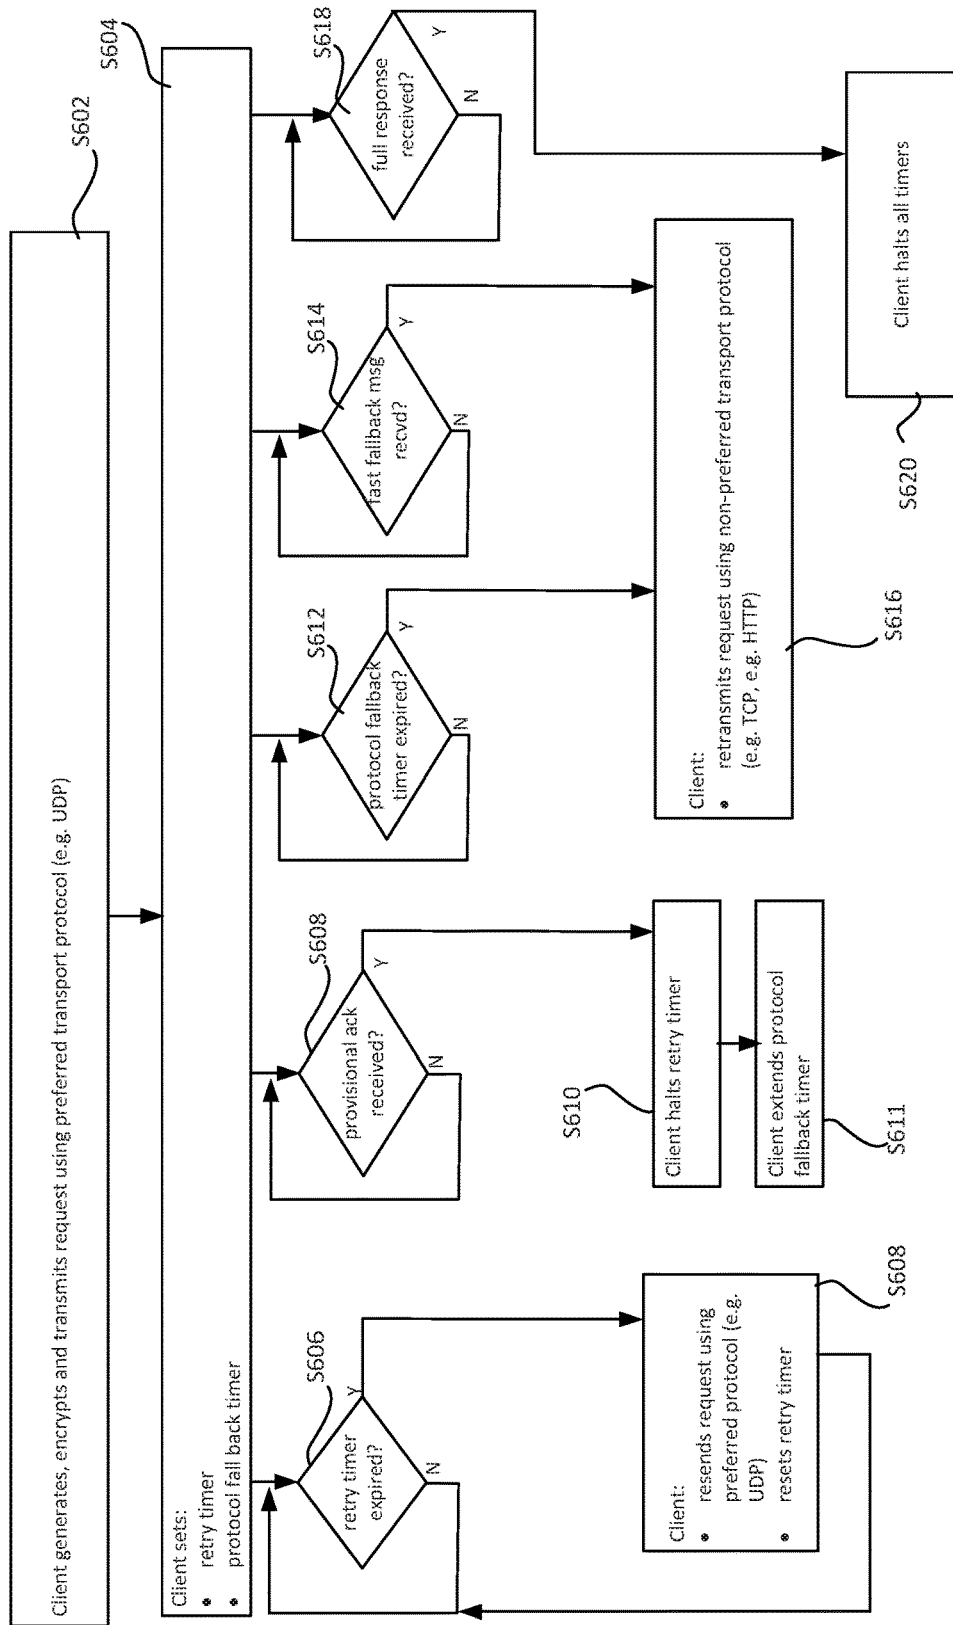 Client generates, encrypts and transmits request using preferred transport protocol (e.g. UDP)
S602
Client sets:
• retry timer
• protocol fall back timer
S604
retry timer
expired?
S606
Y
N
Client:
• resends request using
preferred protocol (e.g.
UDP)
• resets retry timer
S608
provisional ack
received?
S608
Y
N
Client halts retry timer
S610
Client extends protocol
fallback timer
S611
protocol fallback
timer expired?
S612
Y
N
fast fallback msg
recvd?
S614
Y
N
Client:
• retransmits request using non-preferred transport protocol
(e.g. TCP, e.g. HTTP)
S616
full response
received?
S618
Y
N
Client halts all timers
S620